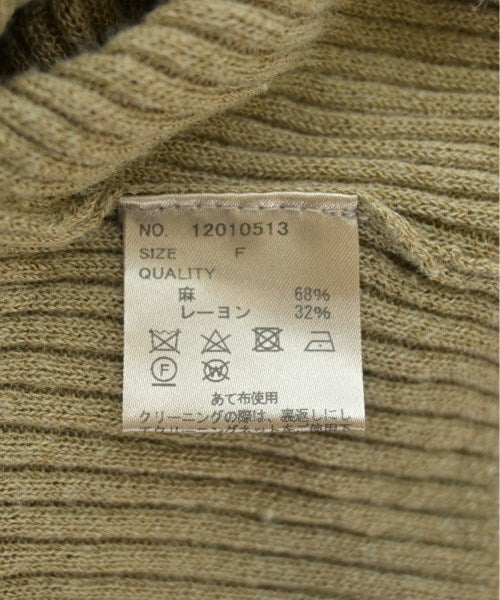 NO. 12010513
SIZE F
QUALITY
麻 68%
レーヨン 32%
F W
あて布使用
クリーニングの際は、裏返しにし